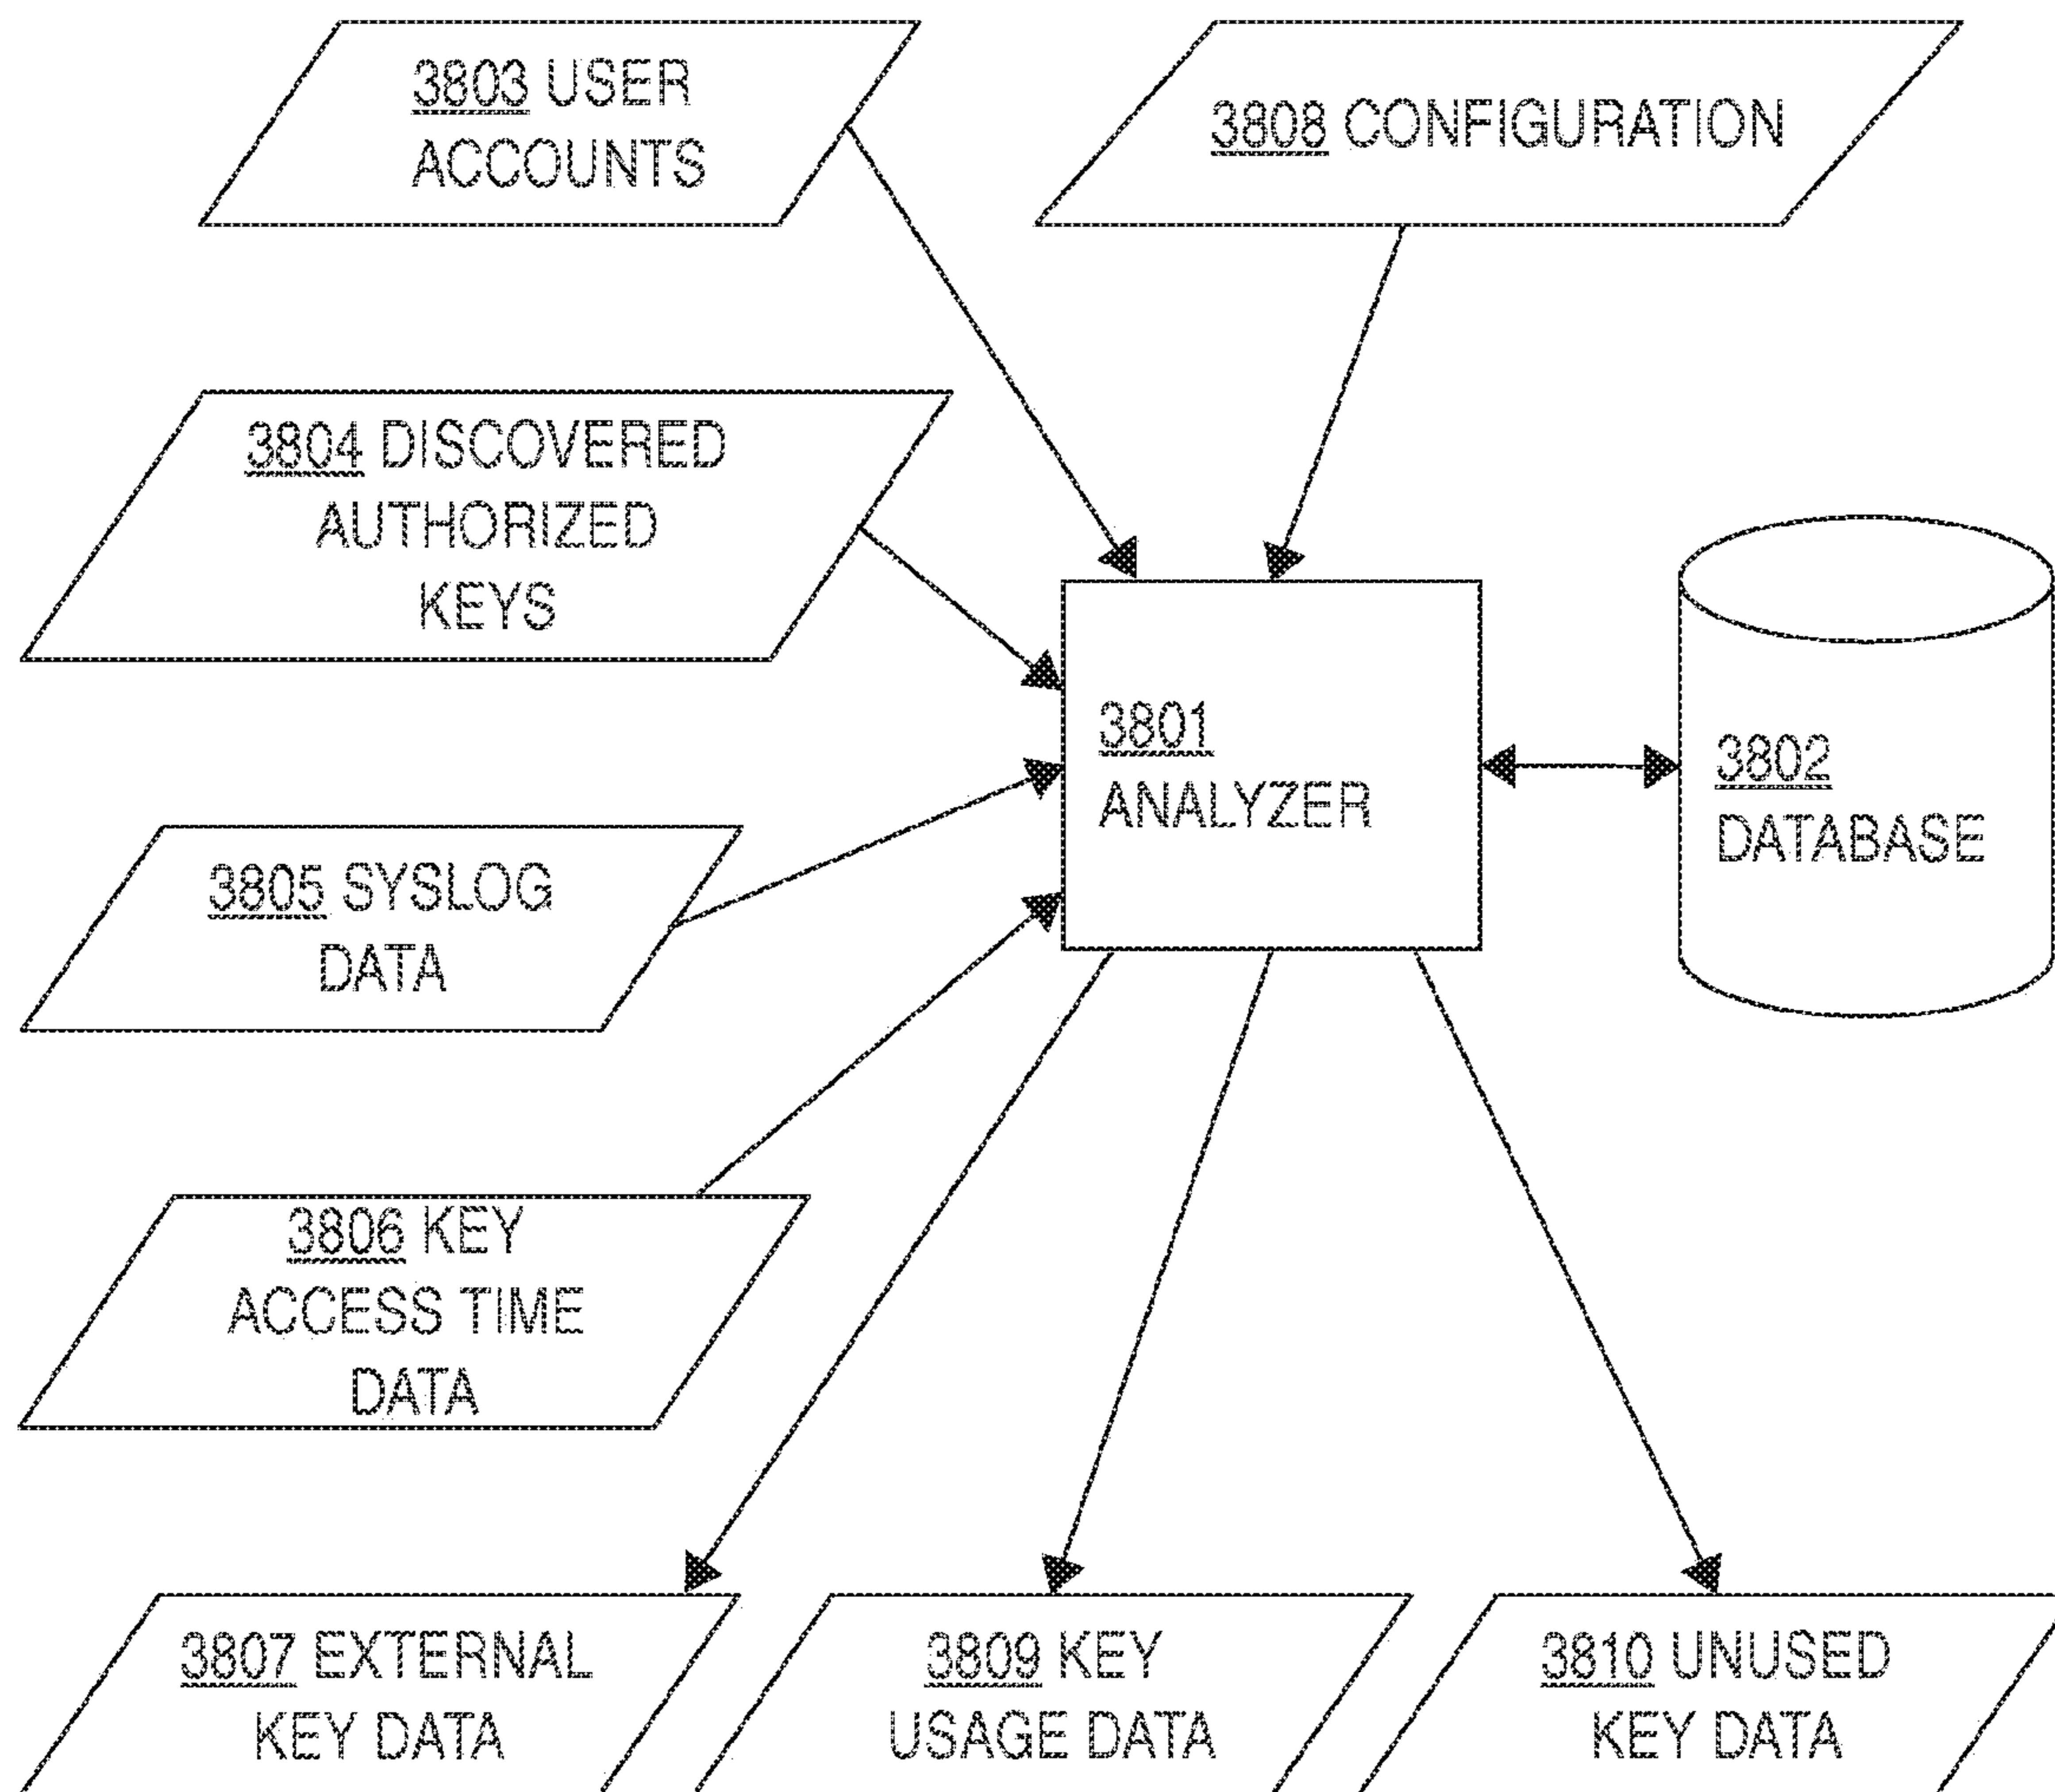 3803 USER
ACCOUNTS
3808 CONFIGURATION
3804 DISCOVERED
AUTHORIZED
KEYS
3801
ANALYZER
3802
DATABASE
3805 SYSLOG
DATA
3806 KEY
ACCESS TIME
DATA
3807 EXTERNAL
KEY DATA
3809 KEY
USAGE DATA
3810 UNUSED
KEY DATA